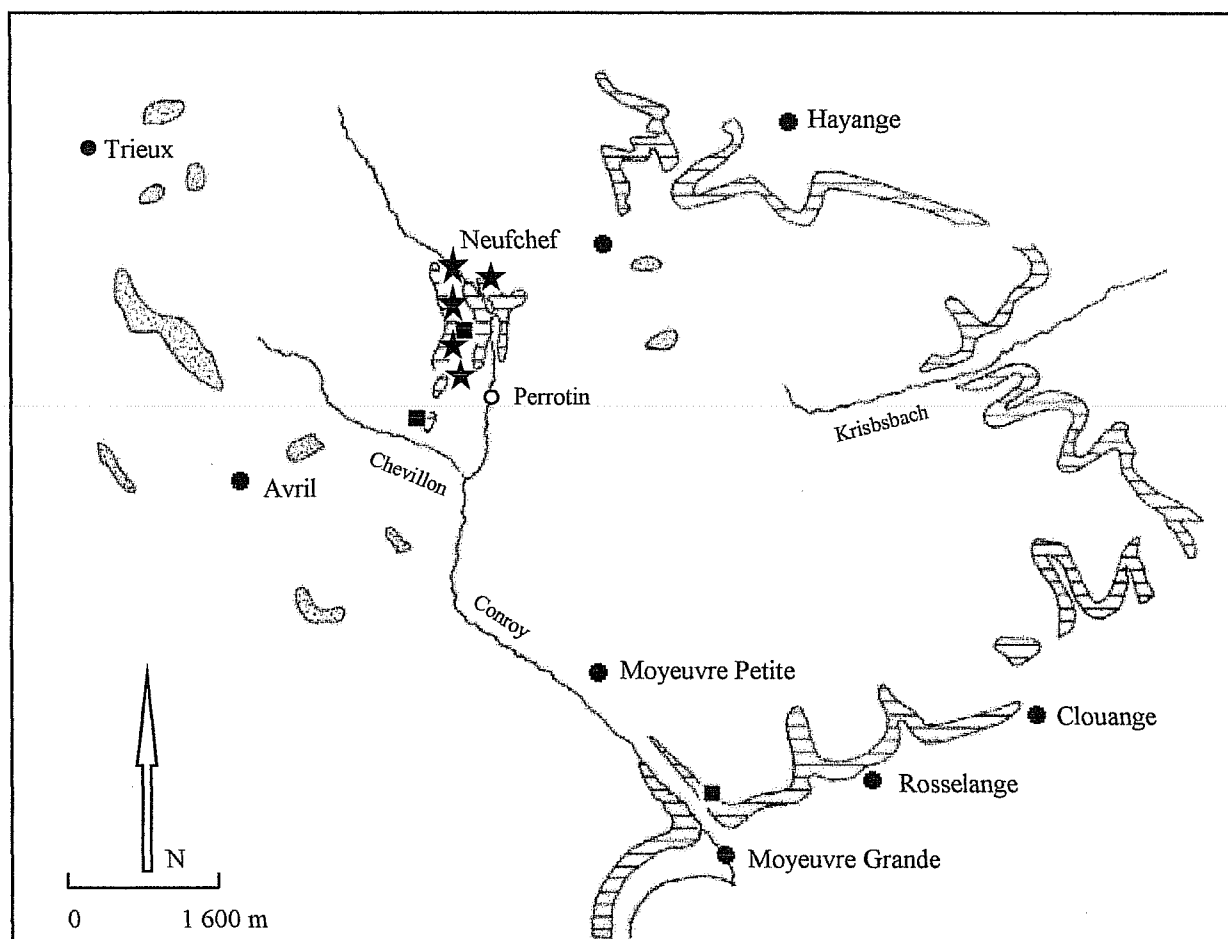 Hayange
Trieux
Neufchef
Perrotin
Krisbsbach
Chevillon
Avril
Conroy
Moyeuvre Petite
Clouange
Rosselange
Moyeuvre Grande
N
0 1 600 m